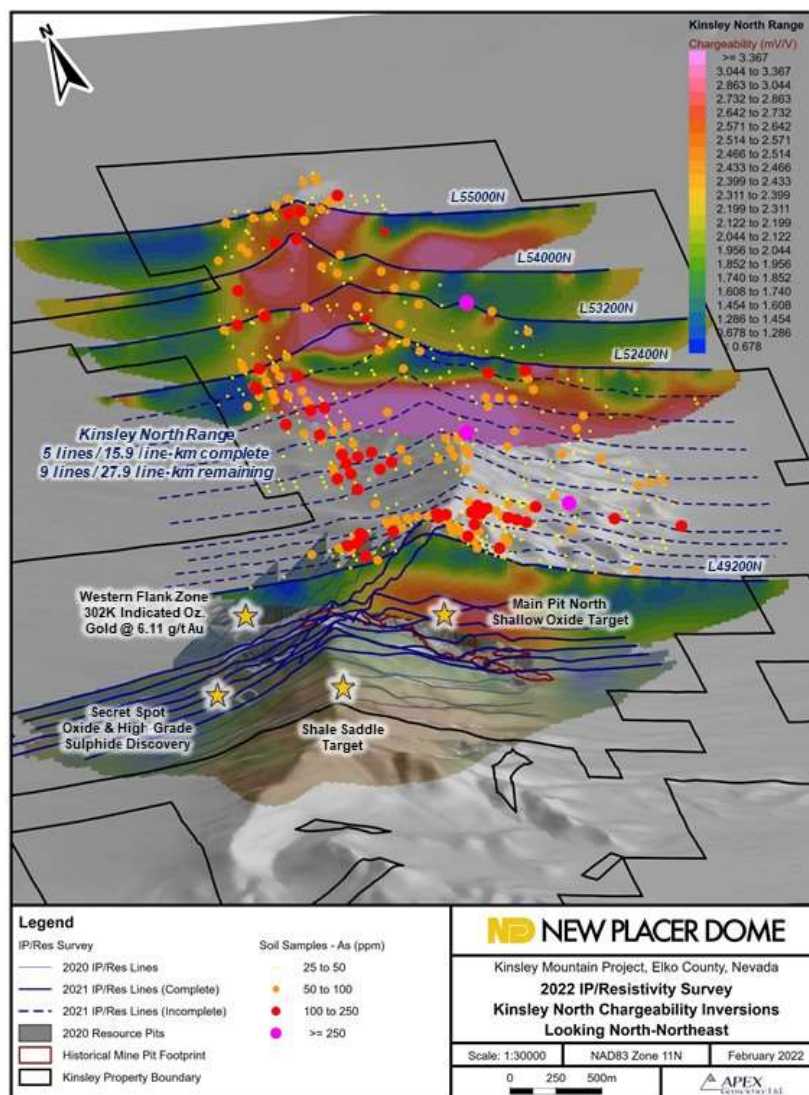 N
Kinsley North Range
Chargeability (mV/V)
>= 3.367
3.044 to 3.367
2.863 to 3.044
2.732 to 2.863
2.642 to 2.732
2.571 to 2.642
2.514 to 2.571
2.466 to 2.514
2.433 to 2.466
2.399 to 2.433
2.311 to 2.399
2.199 to 2.311
2.122 to 2.199
2.044 to 2.122
1.956 to 2.044
1.852 to 1.956
1.740 to 1.852
1.608 to 1.740
1.454 to 1.608
1.286 to 1.454
0.678 to 1.286
0.678
L55000N
L54000N
L53200N
L52400N
Kinsley North Range
5 lines / 15.9 line-km complete
9 lines / 27.9 line-km remaining
L49200N
Western Flank Zone
302K Indicated Oz.
Gold @ 6.11 g/t Au
Main Pit North
Shallow Oxide Target
Secret Spot
Oxide & High Grade
Sulphide Discovery
Shale Saddle
Target
Legend
IP/Res Survey
2020 IP/Res Lines
2021 IP/Res Lines (Complete)
2021 IP/Res Lines (Incomplete)
2020 Resource Pits
Historical Mine Pit Footprint
Kinsley Property Boundary
Soil Samples - As (ppm)
25 to 50
50 to 100
100 to 250
>= 250
ND NEW PLACER DOME
Kinsley Mountain Project, Elko County, Nevada
2022 IP/Resistivity Survey
Kinsley North Chargeability Inversions
Looking North-Northeast
Scale: 1:30000 NAD83 Zone 11N February 2022
0 250 500m
APEX
Geoscience Ltd.